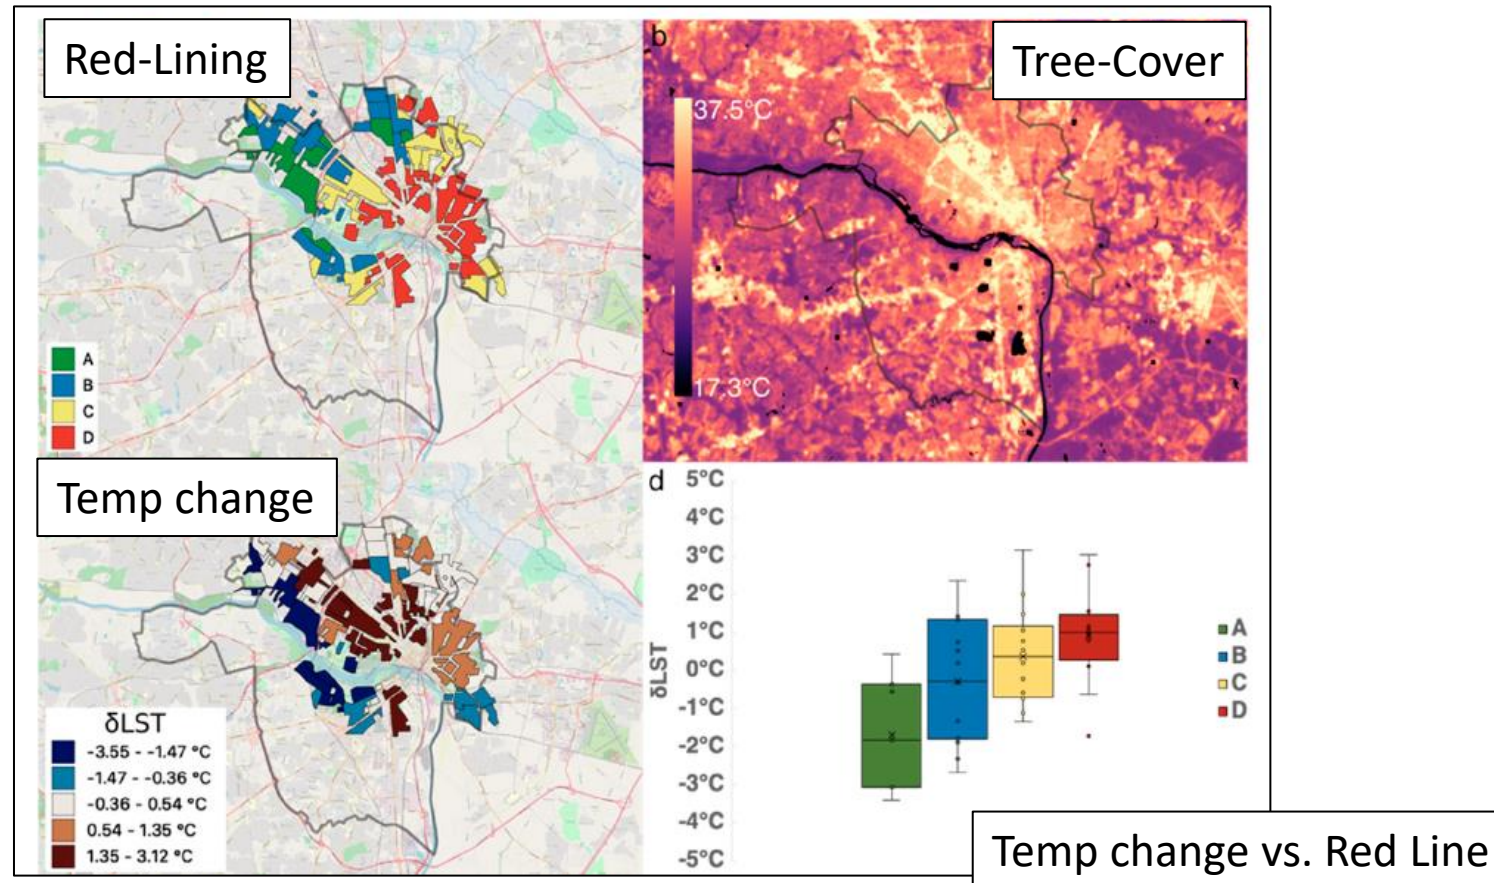 Red-Lining
A
B
C
D
b
Tree-Cover
37.5°C
17.3°C
Temp change
δLST
-3.55 - -1.47 °C
-1.47 - -0.36 °C
-0.36 - 0.54 °C
0.54 - 1.35 °C
1.35 - 3.12 °C
d
5°C
4°C
3°C
2°C
1°C
0°C
-1°C
-2°C
-3°C
-4°C
-5°C
δLST
A
B
C
D
Temp change vs. Red Line